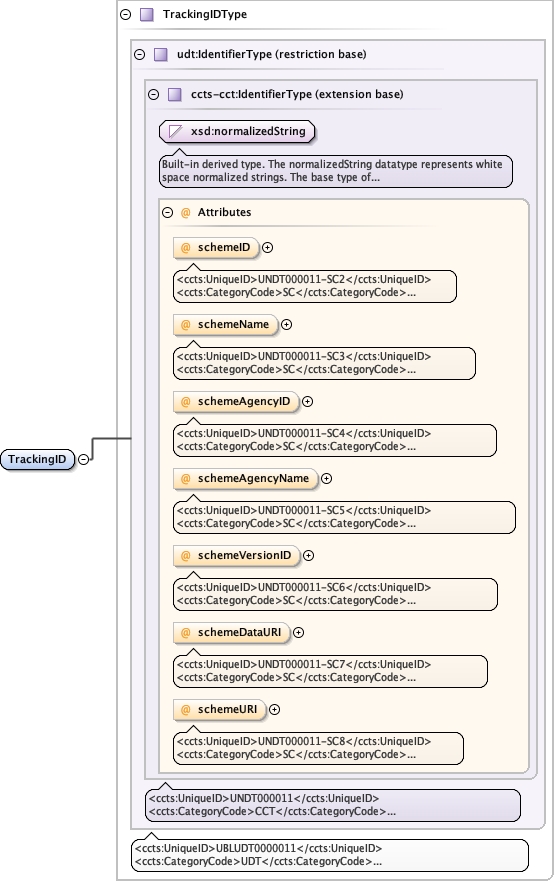 TrackingIDType
udt:IdentifierType (restriction base)
ccts-cct:IdentifierType (extension base)
xsd:normalizedString
Built-in derived type. The normalizedString datatype represents white
space normalized strings. The base type of...
@ Attributes
@ schemeID
<ccts:UniqueID>UNDT000011-SC2</ccts:UniqueID>
<ccts:CategoryCode>SC</ccts:CategoryCode>...
@ schemeName
<ccts:UniqueID>UNDT000011-SC3</ccts:UniqueID>
<ccts:CategoryCode>SC</ccts:CategoryCode>...
@ schemeAgencyID
<ccts:UniqueID>UNDT000011-SC4</ccts:UniqueID>
<ccts:CategoryCode>SC</ccts:CategoryCode>...
@ schemeAgencyName
<ccts:UniqueID>UNDT000011-SC5</ccts:UniqueID>
<ccts:CategoryCode>SC</ccts:CategoryCode>...
TrackingID
@ schemeVersionID
<ccts:UniqueID>UNDT000011-SC6</ccts:UniqueID>
<ccts:CategoryCode>SC</ccts:CategoryCode>...
@ schemeDataURI
<ccts:UniqueID>UNDT000011-SC7</ccts:UniqueID>
<ccts:CategoryCode>SC</ccts:CategoryCode>...
@ schemeURI
<ccts:UniqueID>UNDT000011-SC8</ccts:UniqueID>
<ccts:CategoryCode>SC</ccts:CategoryCode>...
<ccts:UniqueID>UNDT000011</ccts:UniqueID>
<ccts:CategoryCode>CCT</ccts:CategoryCode>...
<ccts:UniqueID>UBLUDT0000011</ccts:UniqueID>
<ccts:CategoryCode>UDT</ccts:CategoryCode>...